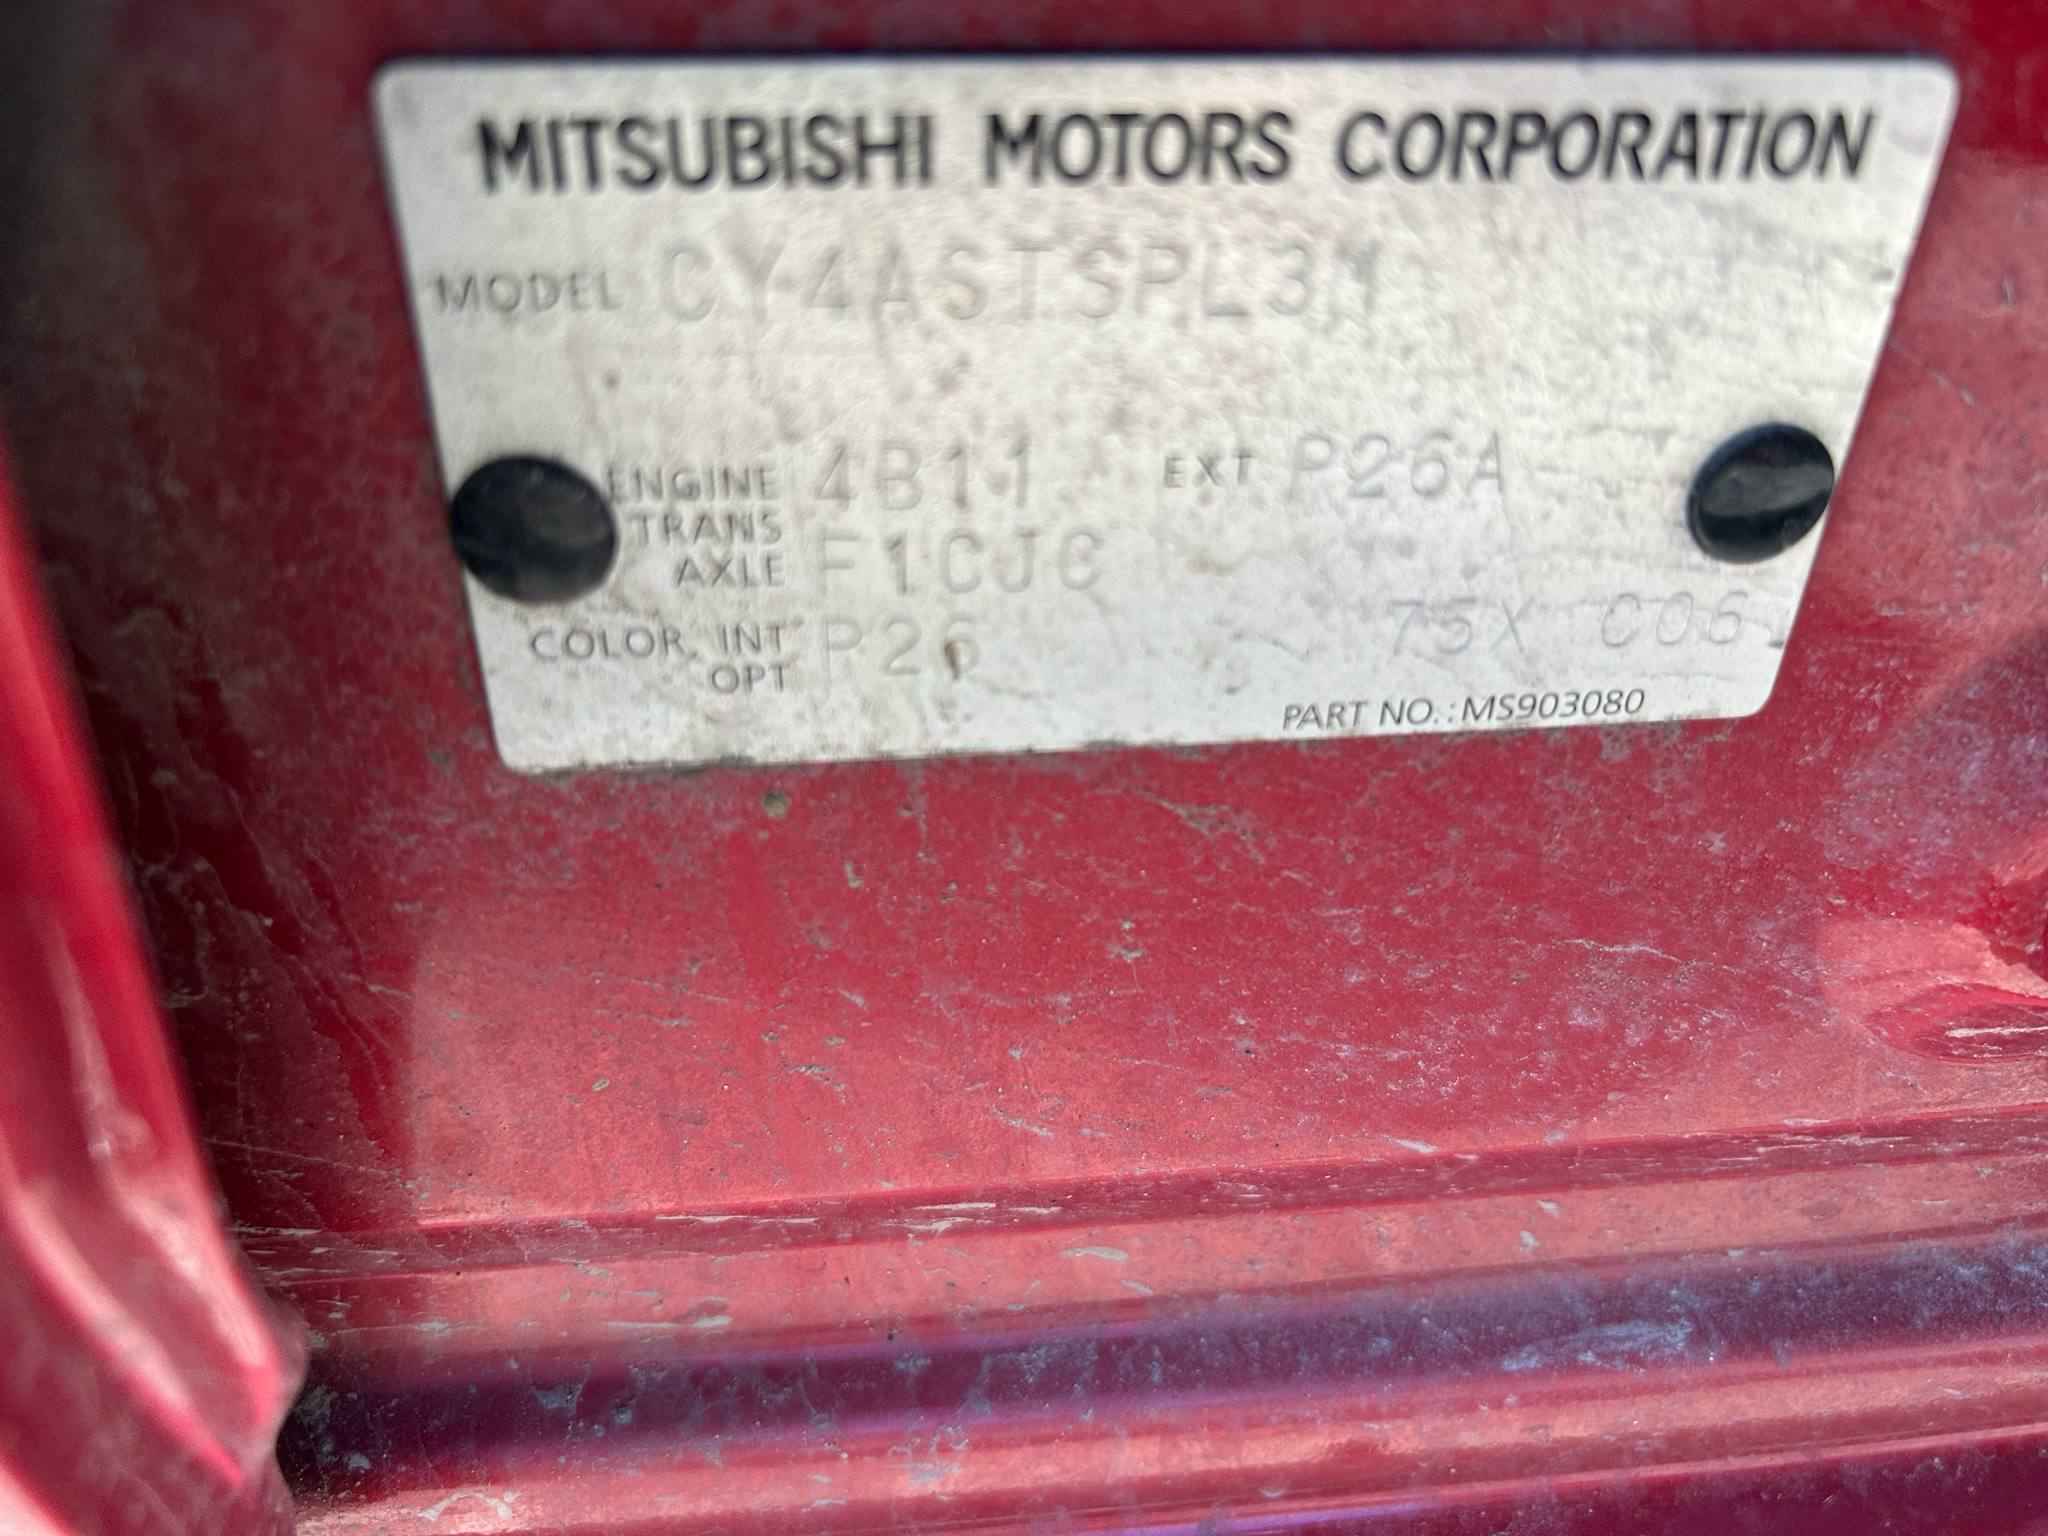 MITSUBISHI MOTORS CORPORATION
MODEL CY4ASTSPL3M
ENGINE 4B11 EXT P26A
TRANS
AXLE F1CJC
COLOR, INT P26 75X C06
OPT
PART NO.:MS903080